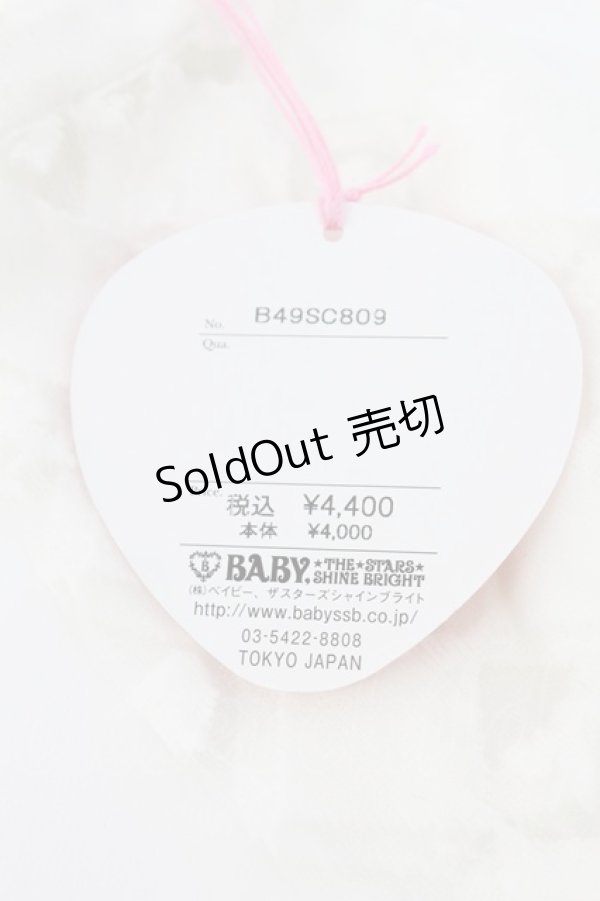 No. B49SC809
Qua.
SoldOut 売切
税込 ¥4,400
本体 ¥4,000
B BABY, ★THE★STARS★
SHINE BRIGHT
(株)ベイビー、ザスターズシャインブライト
http://www.babyssb.co.jp/
03-5422-8808
TOKYO JAPAN